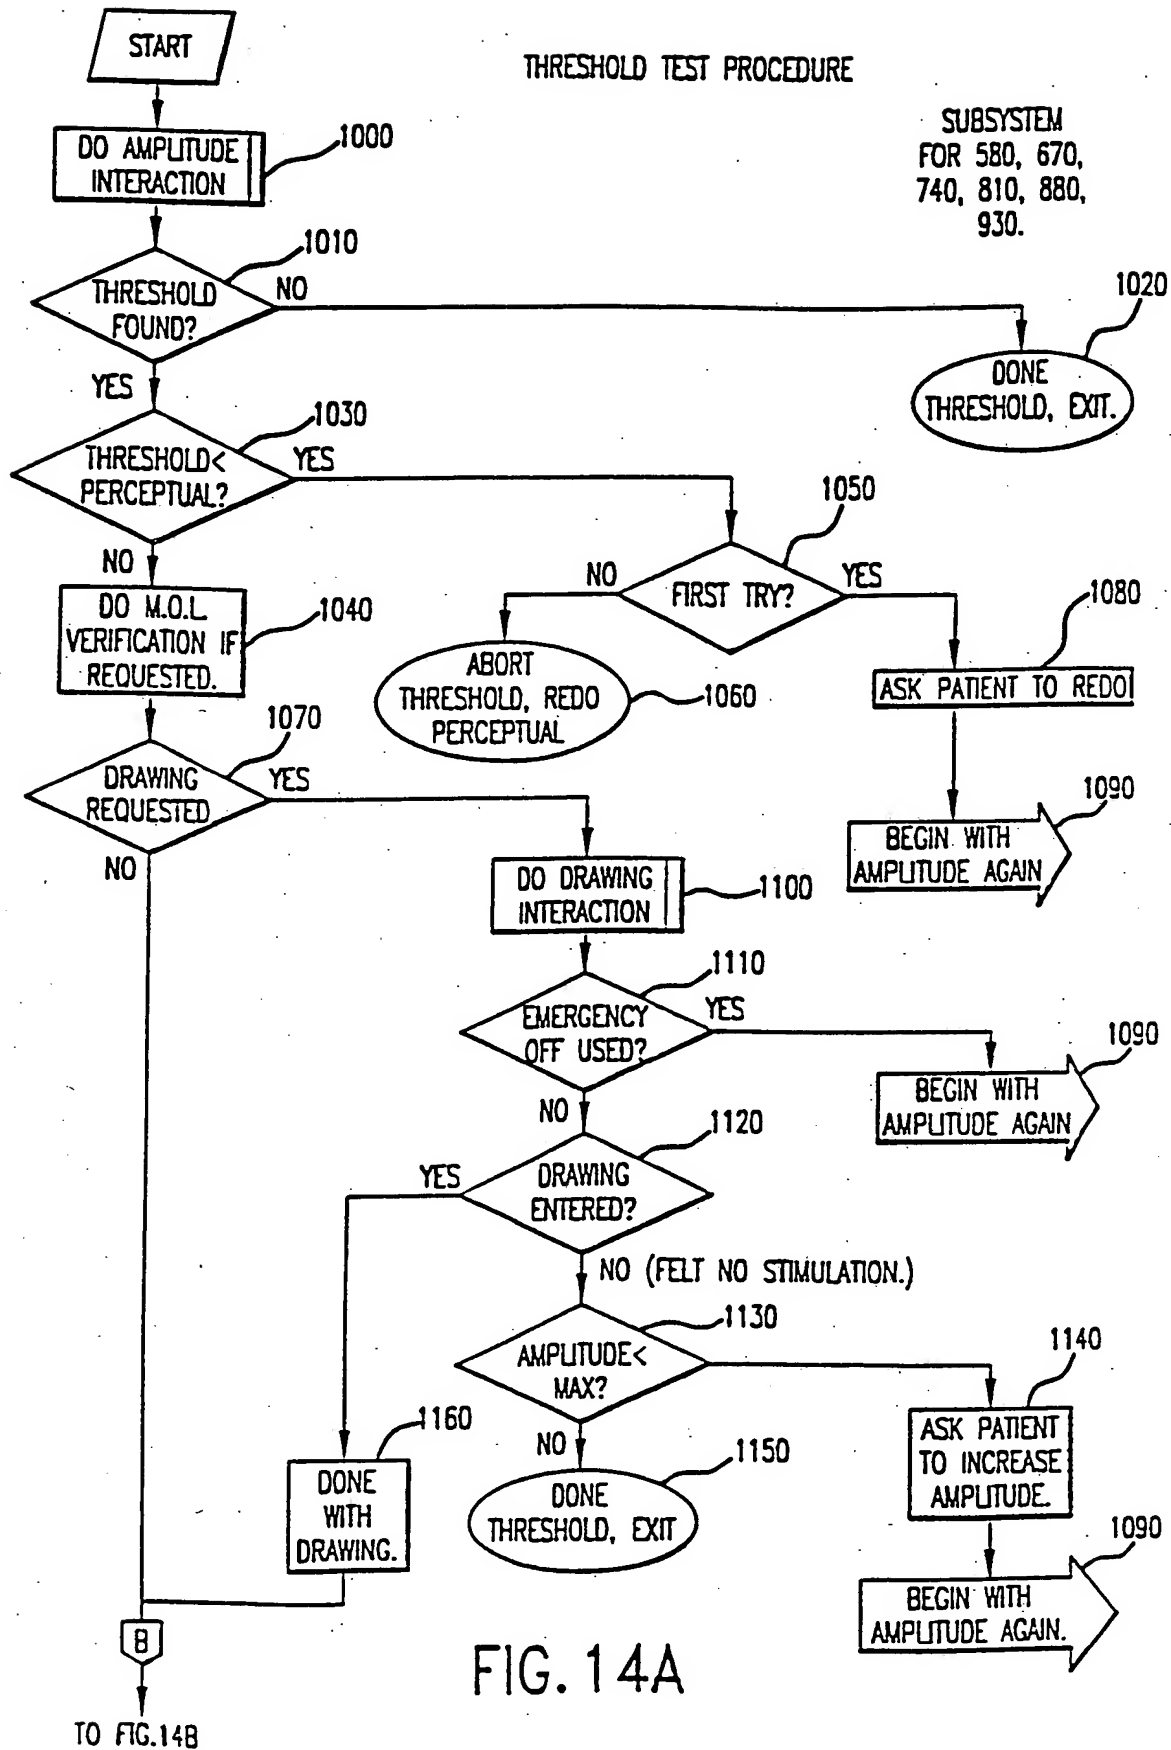 START
THRESHOLD TEST PROCEDURE
SUBSYSTEM
FOR 580, 670,
740, 810, 880,
930.
DO AMPLITUDE
INTERACTION
1000
1010
THRESHOLD
FOUND?
NO
YES
1020
DONE
THRESHOLD, EXIT.
1030
THRESHOLD<
PERCEPTUAL?
YES
NO
1050
FIRST TRY?
NO
YES
DO M.O.L.
VERIFICATION IF
REQUESTED.
1040
ABORT
THRESHOLD, REDO
PERCEPTUAL
1060
1080
ASK PATIENT TO REDO
1070
DRAWING
REQUESTED
YES
NO
1090
BEGIN WITH
AMPLITUDE AGAIN
DO DRAWING
INTERACTION
1100
1110
EMERGENCY
OFF USED?
YES
NO
1090
BEGIN WITH
AMPLITUDE AGAIN
1120
DRAWING
ENTERED?
YES
NO (FELT NO STIMULATION.)
1130
AMPLITUDE<
MAX?
NO
1140
ASK PATIENT
TO INCREASE
AMPLITUDE.
1160
DONE
WITH
DRAWING.
1150
DONE
THRESHOLD, EXIT
1090
BEGIN WITH
AMPLITUDE AGAIN.
B
TO FIG.14B
FIG. 14A